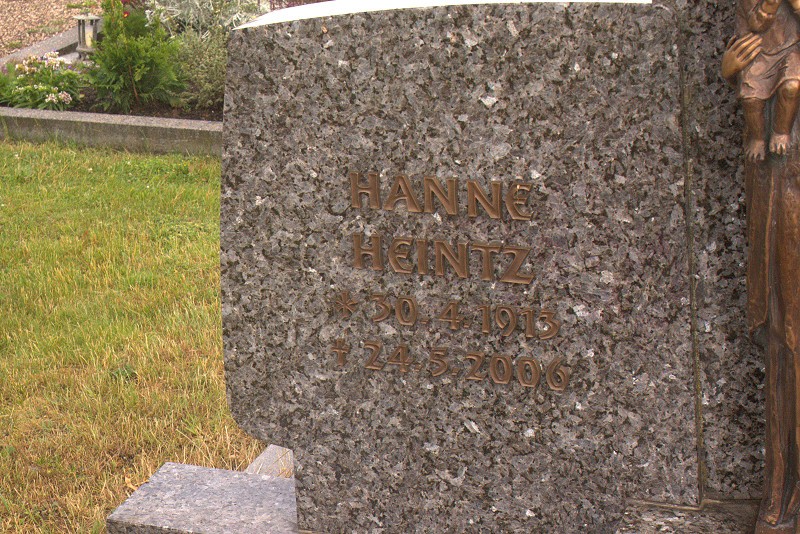 HANNE
HEINTZ
* 30.4.1913
† 24.5.2006